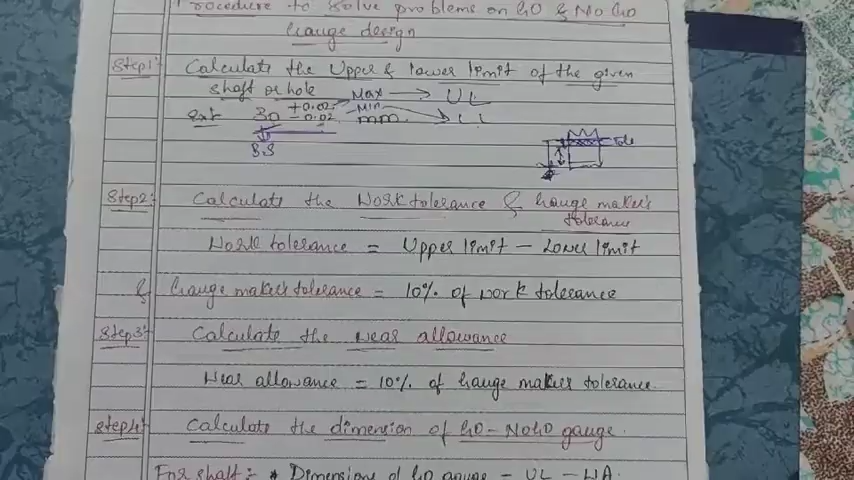 Procedure to solve problems on GO & NOGO
Gauge design
Step1: Calculate the Upper & Lower limit of the given
shaft or hole
Max → UL
Ex: 30 +0.02 -0.02 mm Min → LL
BS
Tole
Step2: Calculate the Work tolerance & Gauge maker's
tolerance
Work tolerance = Upper limit - Lower limit
& Gauge maker's tolerance = 10% of work tolerance
Step3: Calculate the Wear allowance
Wear allowance = 10% of Gauge maker's tolerance.
Step4: Calculate the dimension of GO-NOGO gauge.
For shaft:- * Dimensions of GO gauge = UL - WA.